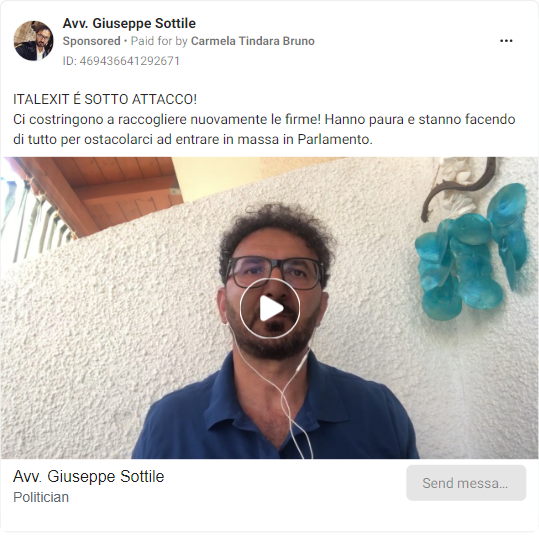 Avv. Giuseppe Sottile
Sponsored • Paid for by Carmela Tindara Bruno
ID: 469436641292671
ITALEXIT É SOTTO ATTACCO!
Ci costringono a raccogliere nuovamente le firme! Hanno paura e stanno facendo
di tutto per ostacolarci ad entrare in massa in Parlamento.
Avv. Giuseppe Sottile
Politician
Send messa...